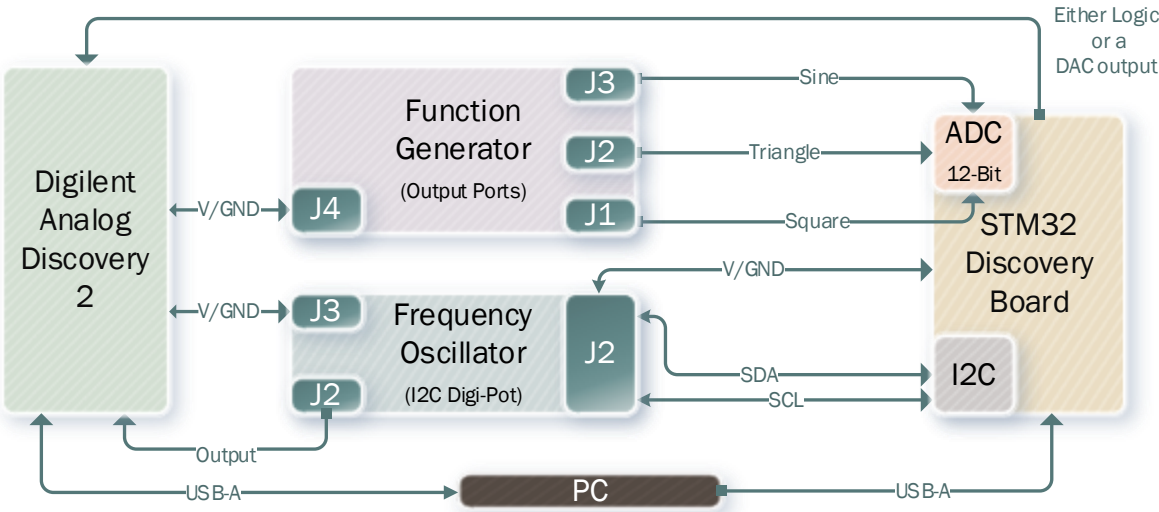 Either Logic
or a
DAC output
Digilent
Analog
Discovery
2
V/GND
V/GND
Function
Generator
(Output Ports)
J4
J3
J2
J1
Sine
Triangle
Square
ADC
12-Bit
STM32
Discovery
Board
I2C
V/GND
Frequency
Oscillator
(I2C Digi-Pot)
J3
J2
J2
SDA
SCL
Output
USB-A
PC
USB-A